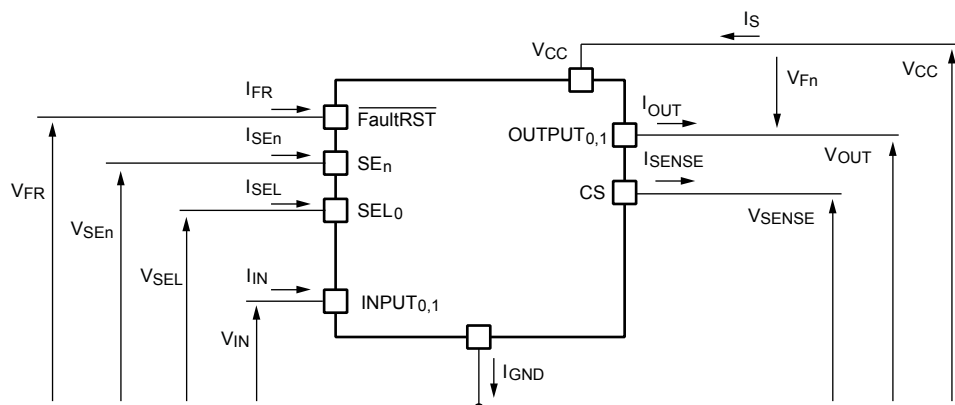 IS
VCC
VCC
VFn
IFR
FaultRST
IOUT
OUTPUT0,1
ISEn
SEn
VOUT
ISENSE
VFR
ISEL
SEL0
CS
VSENSE
VSEn
VSEL
IIN
INPUT0,1
VIN
IGND